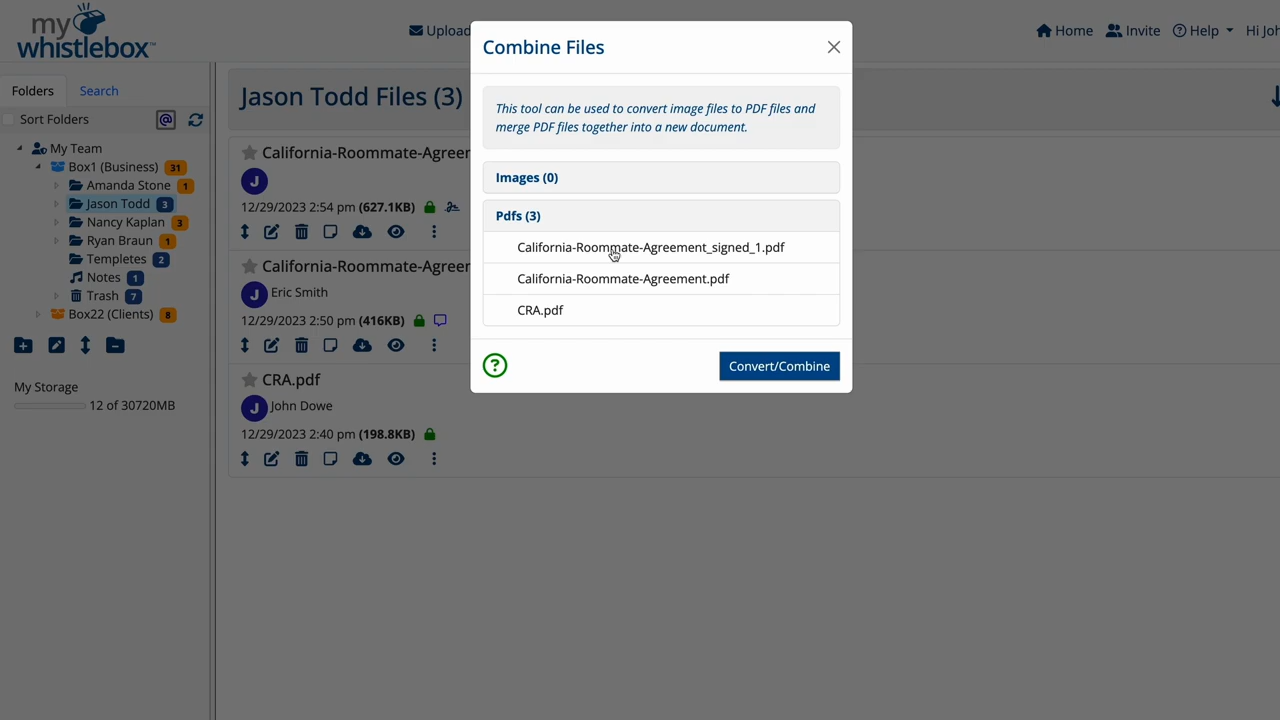 my
whistlebox
Upload
Home
Invite
Help
Hi Joh
Folders
Search
Sort Folders
My Team
Box1 (Business) 31
Amanda Stone 1
Jason Todd 3
Nancy Kaplan 3
Ryan Braun 1
Templetes 2
Notes 1
Trash 7
Box22 (Clients) 8
My Storage
12 of 30720MB
Jason Todd Files (3)
California-Roommate-Agreer
J
12/29/2023 2:54 pm (627.1KB)
California-Roommate-Agreer
J Eric Smith
12/29/2023 2:50 pm (416KB)
CRA.pdf
J John Dowe
12/29/2023 2:40 pm (198.8KB)
Combine Files
This tool can be used to convert image files to PDF files and
merge PDF files together into a new document.
Images (0)
Pdfs (3)
California-Roommate-Agreement_signed_1.pdf
California-Roommate-Agreement.pdf
CRA.pdf
?
Convert/Combine